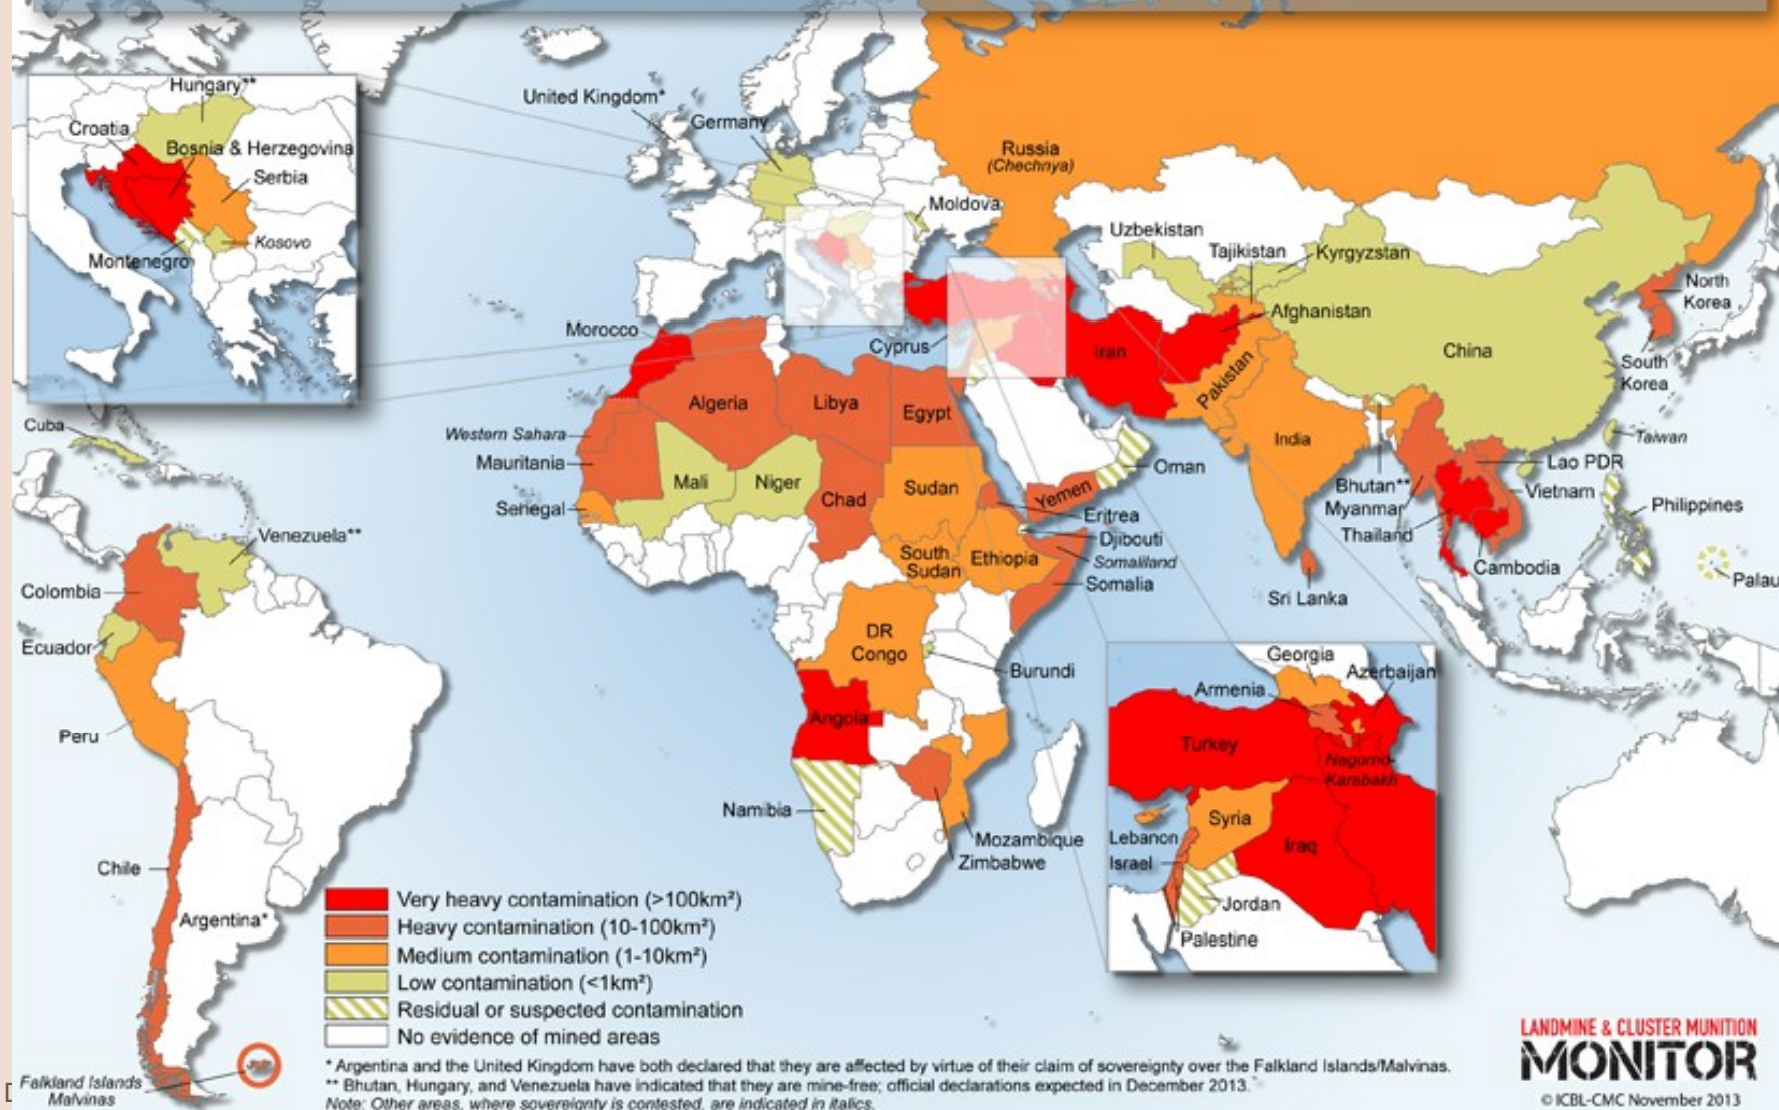 Hungary**
Croatia
Bosnia & Herzegovina
Serbia
Kosovo
Montenegro
United Kingdom*
Germany
Moldova
Russia
(Chechnya)
Uzbekistan
Tajikistan
Kyrgyzstan
Afghanistan
North
Korea
South
Korea
China
Morocco
Cyprus
Iran
Pakistan
India
Algeria
Libya
Egypt
Western Sahara
Mauritania
Senegal
Mali
Niger
Chad
Sudan
South
Sudan
Ethiopia
Oman
Yemen
Eritrea
Djibouti
Somaliland
Somalia
Taiwan
Lao PDR
Vietnam
Bhutan**
Myanmar
Thailand
Cambodia
Philippines
Palau
Sri Lanka
Cuba
Venezuela**
Colombia
Ecuador
Peru
Chile
Argentina*
Falkland Islands
Malvinas
DR
Congo
Burundi
Angola
Namibia
Mozambique
Zimbabwe
Georgia
Azerbaijan
Armenia
Turkey
Nagorno-
Karabakh
Syria
Lebanon
Israel
Iraq
Jordan
Palestine
Very heavy contamination (>100km²)
Heavy contamination (10-100km²)
Medium contamination (1-10km²)
Low contamination (<1km²)
Residual or suspected contamination
No evidence of mined areas
* Argentina and the United Kingdom have both declared that they are affected by virtue of their claim of sovereignty over the Falkland Islands/Malvinas.
** Bhutan, Hungary, and Venezuela have indicated that they are mine-free; official declarations expected in December 2013.
Note: Other areas, where sovereignty is contested, are indicated in italics.
LANDMINE & CLUSTER MUNITION
MONITOR
© ICBL-CMC November 2013